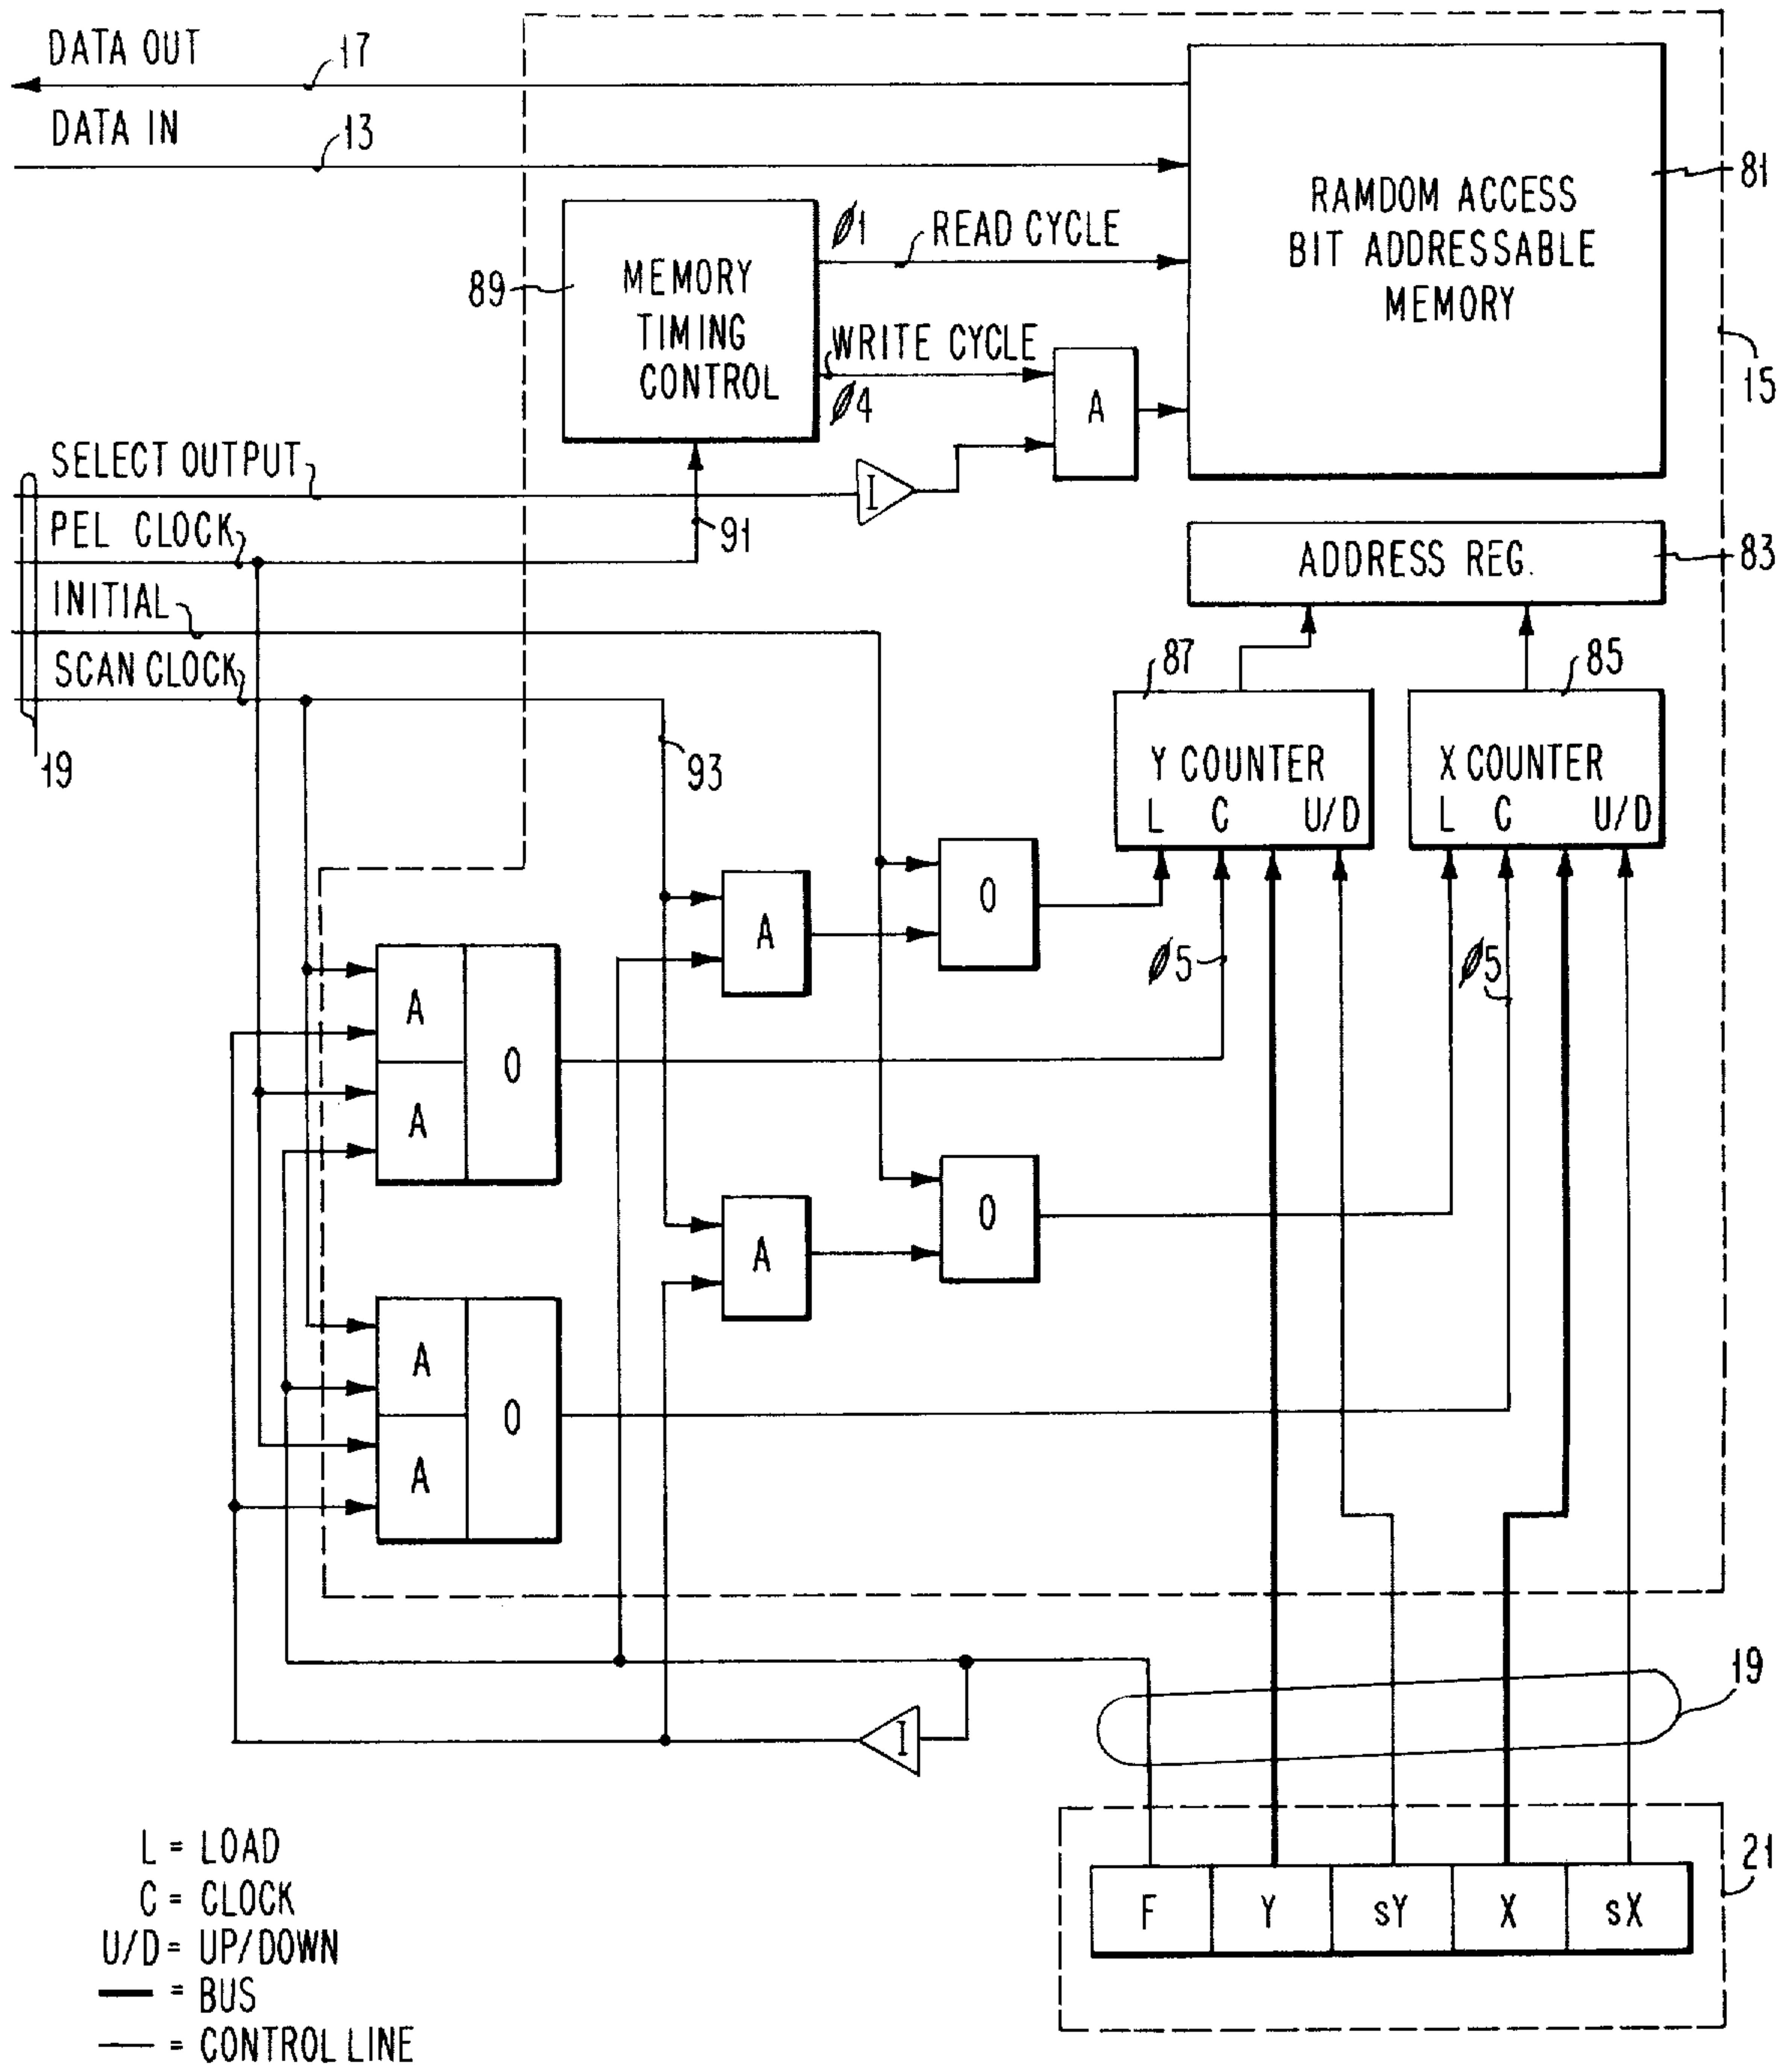 DATA OUT
17
DATA IN
13
81
RAMDOM ACCESS
BIT ADDRESSABLE
MEMORY
Ø1
READ CYCLE
89
MEMORY
TIMING
CONTROL
WRITE CYCLE
Ø4
A
15
SELECT OUTPUT
I
PEL CLOCK
91
ADDRESS REG.
83
INITIAL
SCAN CLOCK
87
85
19
93
Y COUNTER
L C U/D
X COUNTER
L C U/D
A
O
Ø5
Ø5
A
A
O
A
O
A
A
O
19
I
L = LOAD
C = CLOCK
U/D = UP/DOWN
= BUS
= CONTROL LINE
21
F Y sY X sX